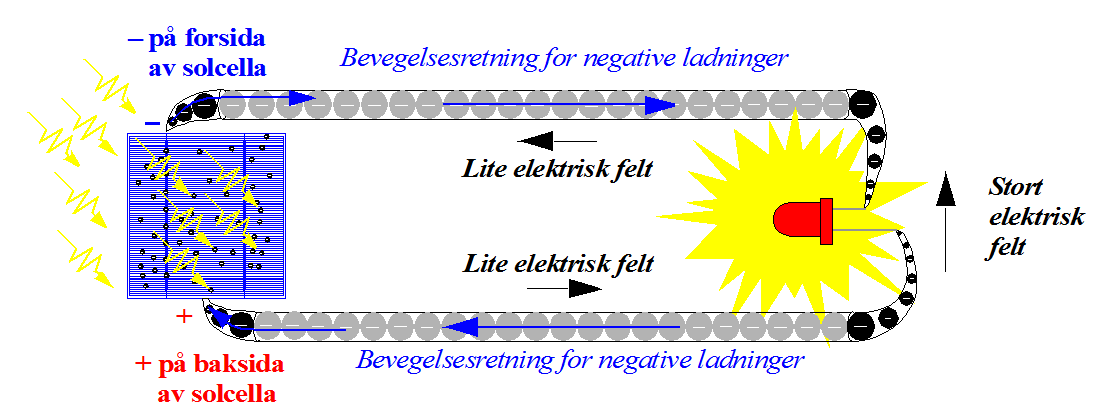 – på forsida
av solcella
Bevegelsesretning for negative ladninger
-
Lite elektrisk felt
Stort
elektrisk
felt
Lite elektrisk felt
+
+ på baksida
av solcella
Bevegelsesretning for negative ladninger